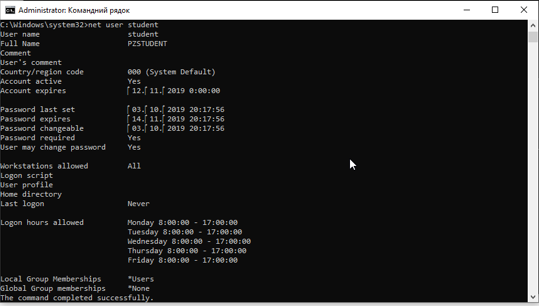 Administrator: Командний рядок
C:\Windows\system32>net user student
User name student
Full Name PZSTUDENT
Comment
User's comment
Country/region code 000 (System Default)
Account active Yes
Account expires 12. 11. 2019 0:00:00
Password last set 03. 10. 2019 20:17:56
Password expires 14. 11. 2019 20:17:56
Password changeable 03. 10. 2019 20:17:56
Password required Yes
User may change password Yes
Workstations allowed All
Logon script
User profile
Home directory
Last logon Never
Logon hours allowed Monday 8:00:00 - 17:00:00
Tuesday 8:00:00 - 17:00:00
Wednesday 8:00:00 - 17:00:00
Thursday 8:00:00 - 17:00:00
Friday 8:00:00 - 17:00:00
Local Group Memberships *Users
Global Group memberships *None
The command completed successfully.